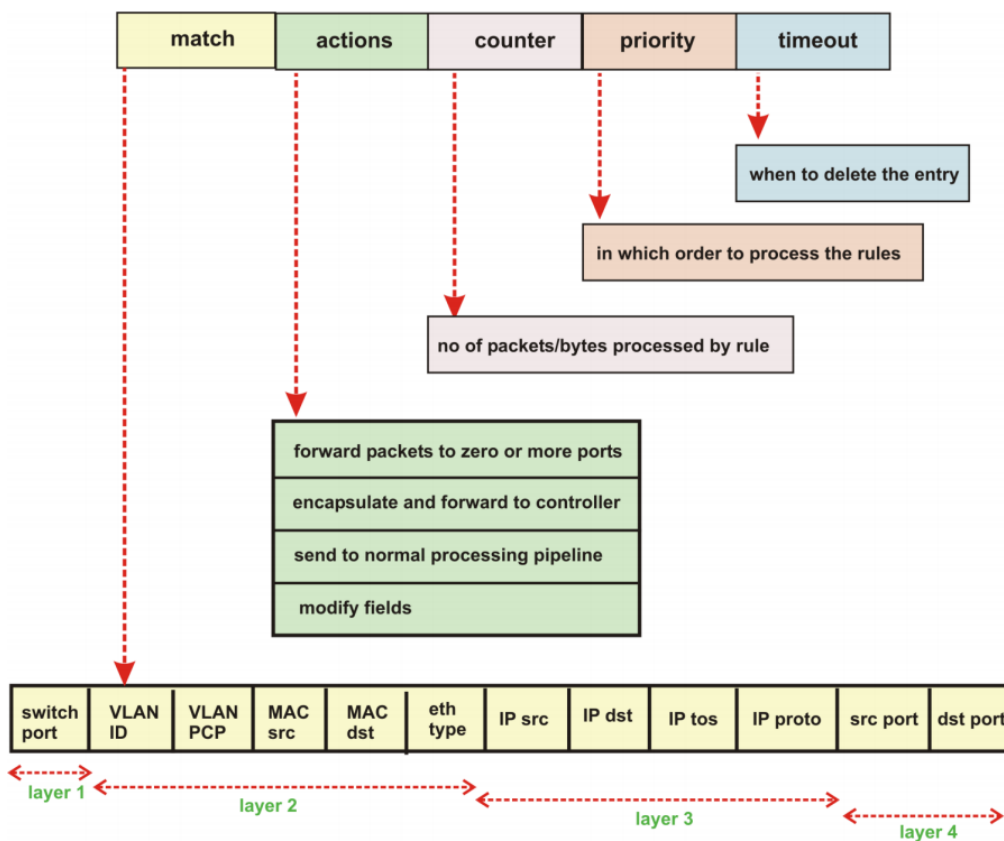 match actions counter priority timeout
when to delete the entry
in which order to process the rules
no of packets/bytes processed by rule
forward packets to zero or more ports
encapsulate and forward to controller
send to normal processing pipeline
modify fields
switch port
VLAN ID
VLAN PCP
MAC src
MAC dst
eth type
IP src
IP dst
IP tos
IP proto
src port
dst port
layer 1
layer 2
layer 3
layer 4